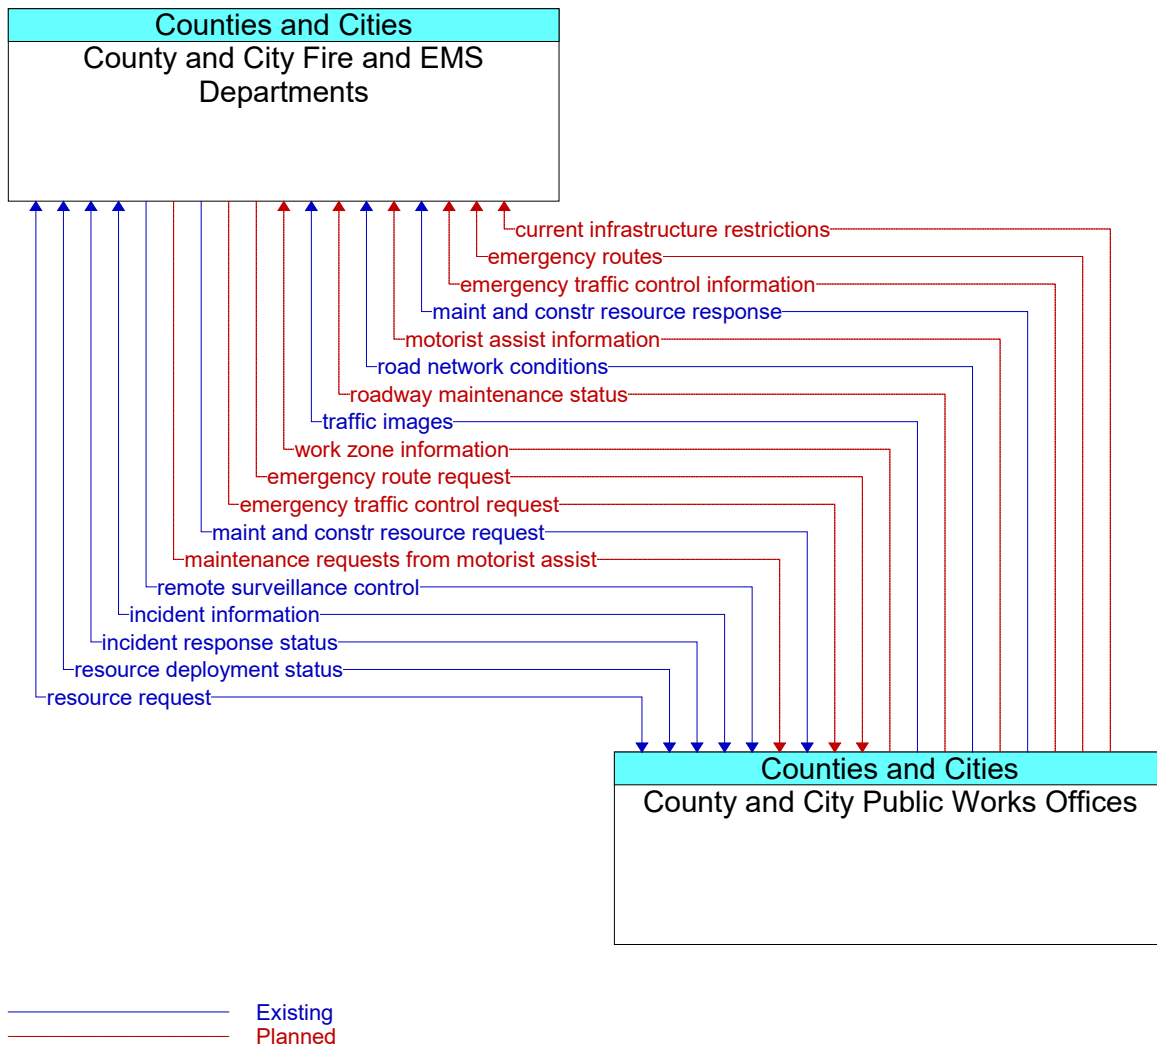 Counties and Cities
County and City Fire and EMS
Departments
current infrastructure restrictions
emergency routes
emergency traffic control information
maint and constr resource response
motorist assist information
road network conditions
roadway maintenance status
traffic images
work zone information
emergency route request
emergency traffic control request
maint and constr resource request
maintenance requests from motorist assist
remote surveillance control
incident information
incident response status
resource deployment status
resource request
Counties and Cities
County and City Public Works Offices
Existing
Planned